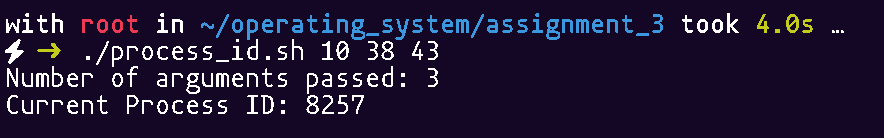 with root in ~/operating_system/assignment_3 took 4.0s …
⚡ ➜ ./process_id.sh 10 38 43
Number of arguments passed: 3
Current Process ID: 8257